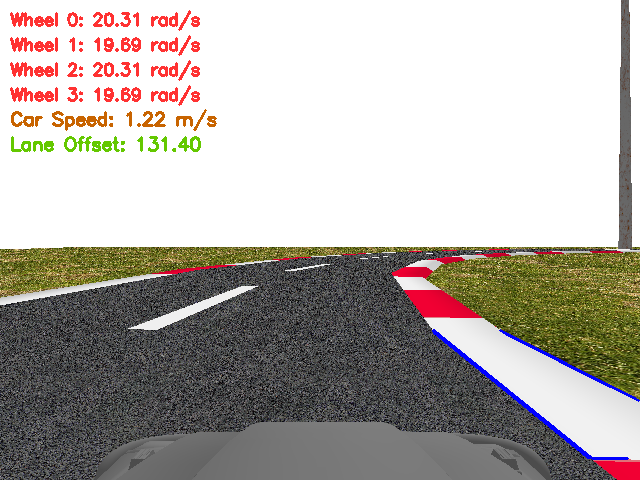 Wheel 0: 20.31 rad/s
Wheel 1: 19.69 rad/s
Wheel 2: 20.31 rad/s
Wheel 3: 19.69 rad/s
Car Speed: 1.22 m/s
Lane Offset: 131.40